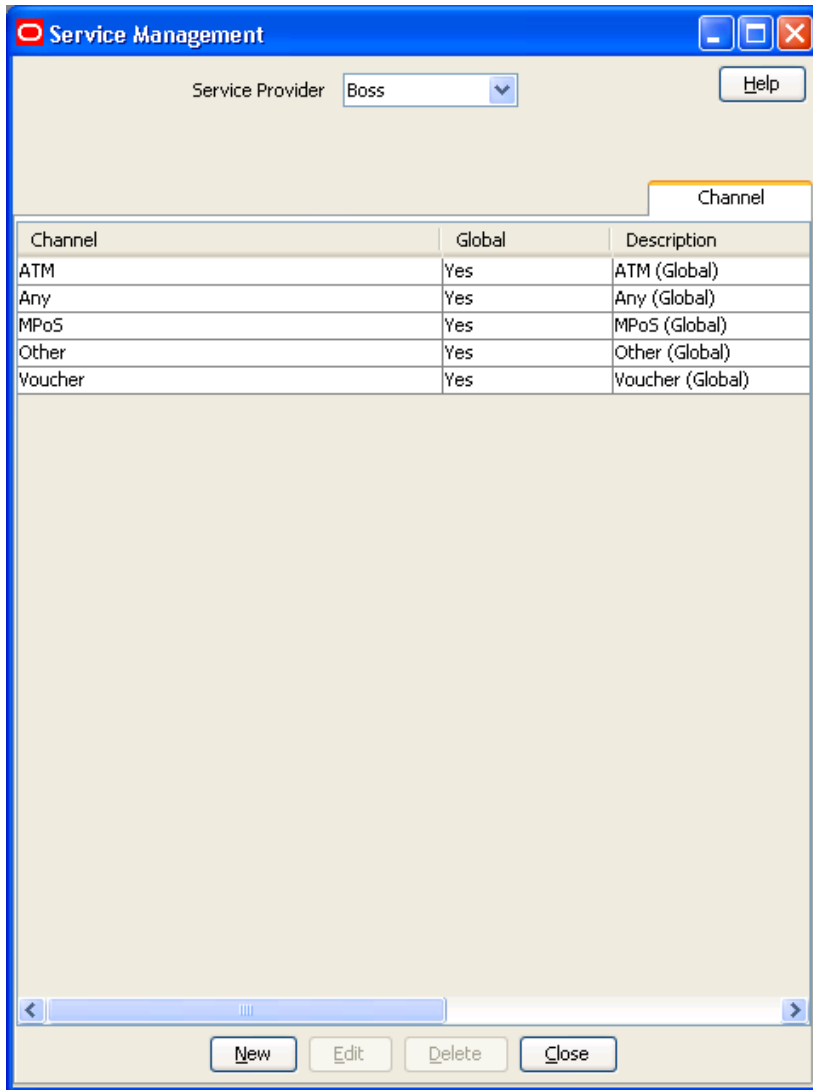 Service Management
Service Provider Boss Help
Channel
Channel Global Description
ATM Yes ATM (Global)
Any Yes Any (Global)
MPoS Yes MPoS (Global)
Other Yes Other (Global)
Voucher Yes Voucher (Global)
New Edit Delete Close